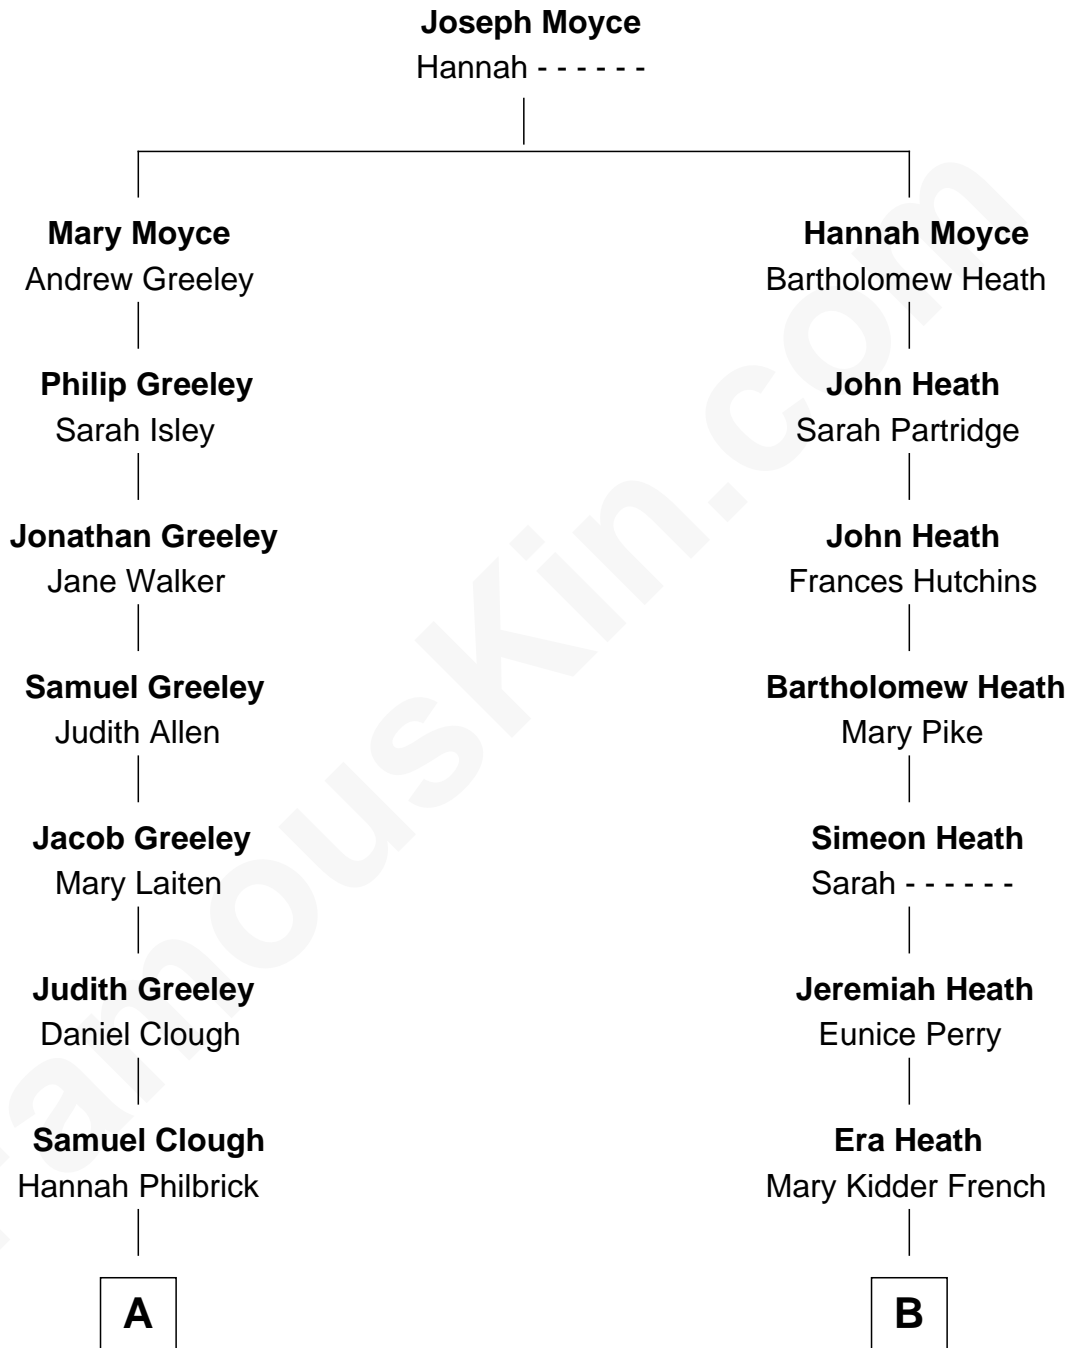 Joseph Moyce
Hannah - - - - - -
Mary Moyce
Andrew Greeley
Philip Greeley
Sarah Isley
Jonathan Greeley
Jane Walker
Samuel Greeley
Judith Allen
Jacob Greeley
Mary Laiten
Judith Greeley
Daniel Clough
Samuel Clough
Hannah Philbrick
A
Hannah Moyce
Bartholomew Heath
John Heath
Sarah Partridge
John Heath
Frances Hutchins
Bartholomew Heath
Mary Pike
Simeon Heath
Sarah - - - - - -
Jeremiah Heath
Eunice Perry
Era Heath
Mary Kidder French
B
FamousKin.com